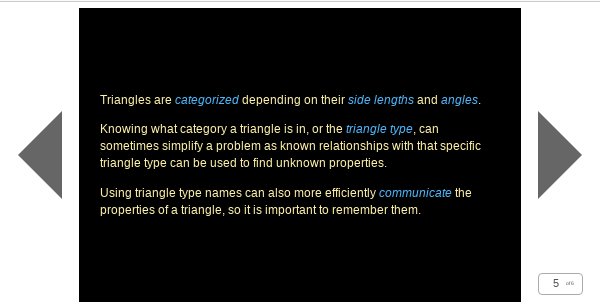 Triangles are categorized depending on their side lengths and angles.
Knowing what category a triangle is in, or the triangle type, can
sometimes simplify a problem as known relationships with that specific
triangle type can be used to find unknown properties.
Using triangle type names can also more efficiently communicate the
properties of a triangle, so it is important to remember them.
5 of 6